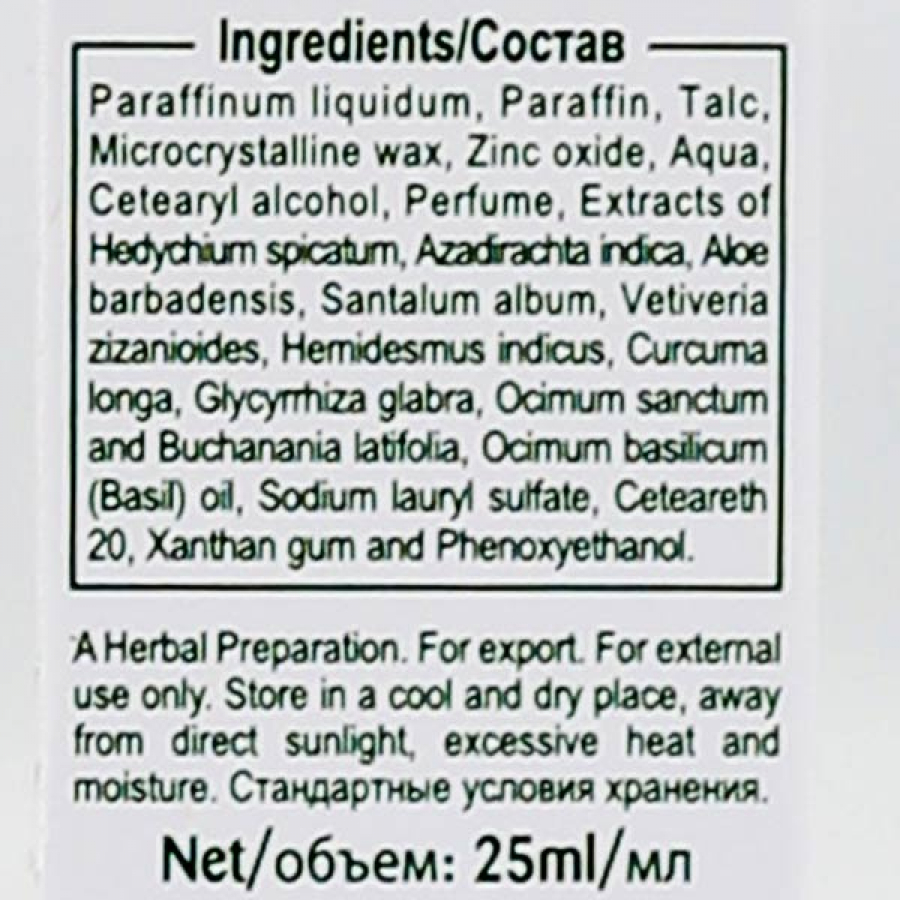 Ingredients/Состав
Paraffinum liquidum, Paraffin, Talc,
Microcrystalline wax, Zinc oxide, Aqua,
Cetearyl alcohol, Perfume, Extracts of
Hedychium spicatum, Azadirachta indica, Aloe
barbadensis, Santalum album, Vetiveria
zizanioides, Hemidesmus indicus, Curcuma
longa, Glycyrrhiza glabra, Ocimum sanctum
and Buchanania latifolia, Ocimum basilicum
(Basil) oil, Sodium lauryl sulfate, Ceteareth
20, Xanthan gum and Phenoxyethanol.
A Herbal Preparation. For export. For external
use only. Store in a cool and dry place, away
from direct sunlight, excessive heat and
moisture. Стандартные условия хранения.
Net/объем: 25ml/мл